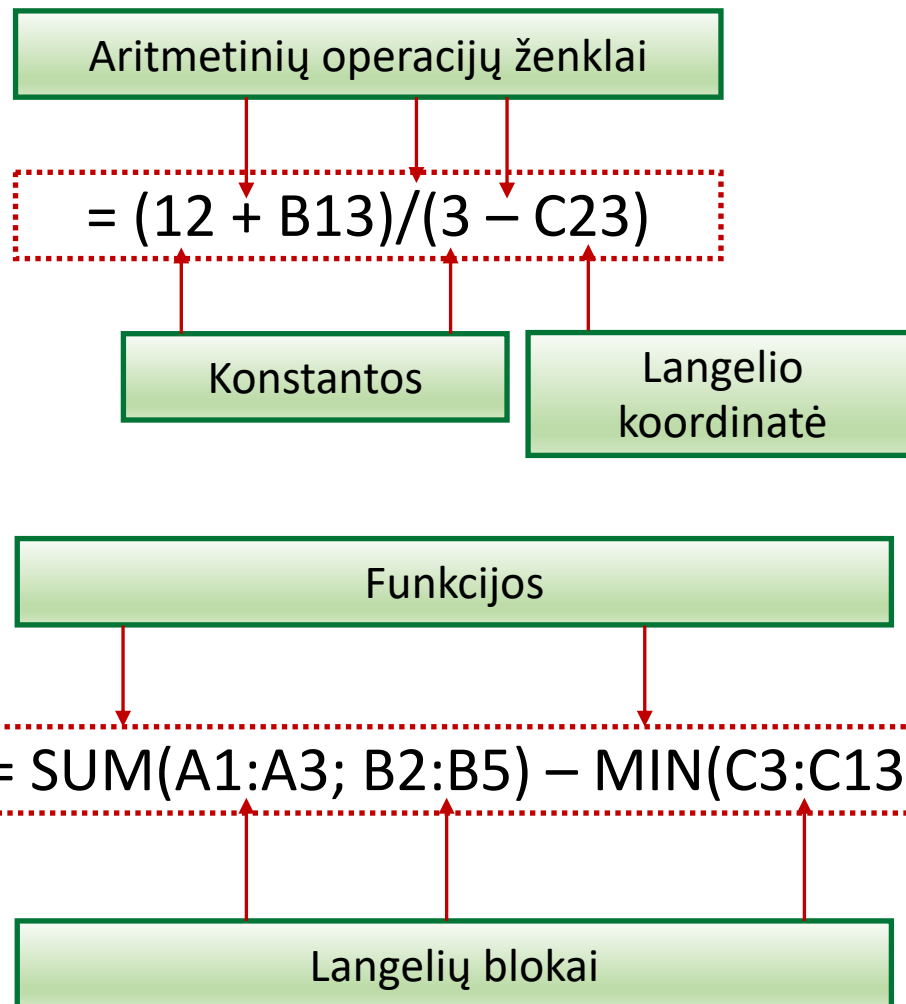 Aritmetinių operacijų ženklai
= (12 + B13)/(3 – C23)
Konstantos
Langelio
koordinatė
Funkcijos
= SUM(A1:A3; B2:B5) – MIN(C3:C13
Langelių blokai